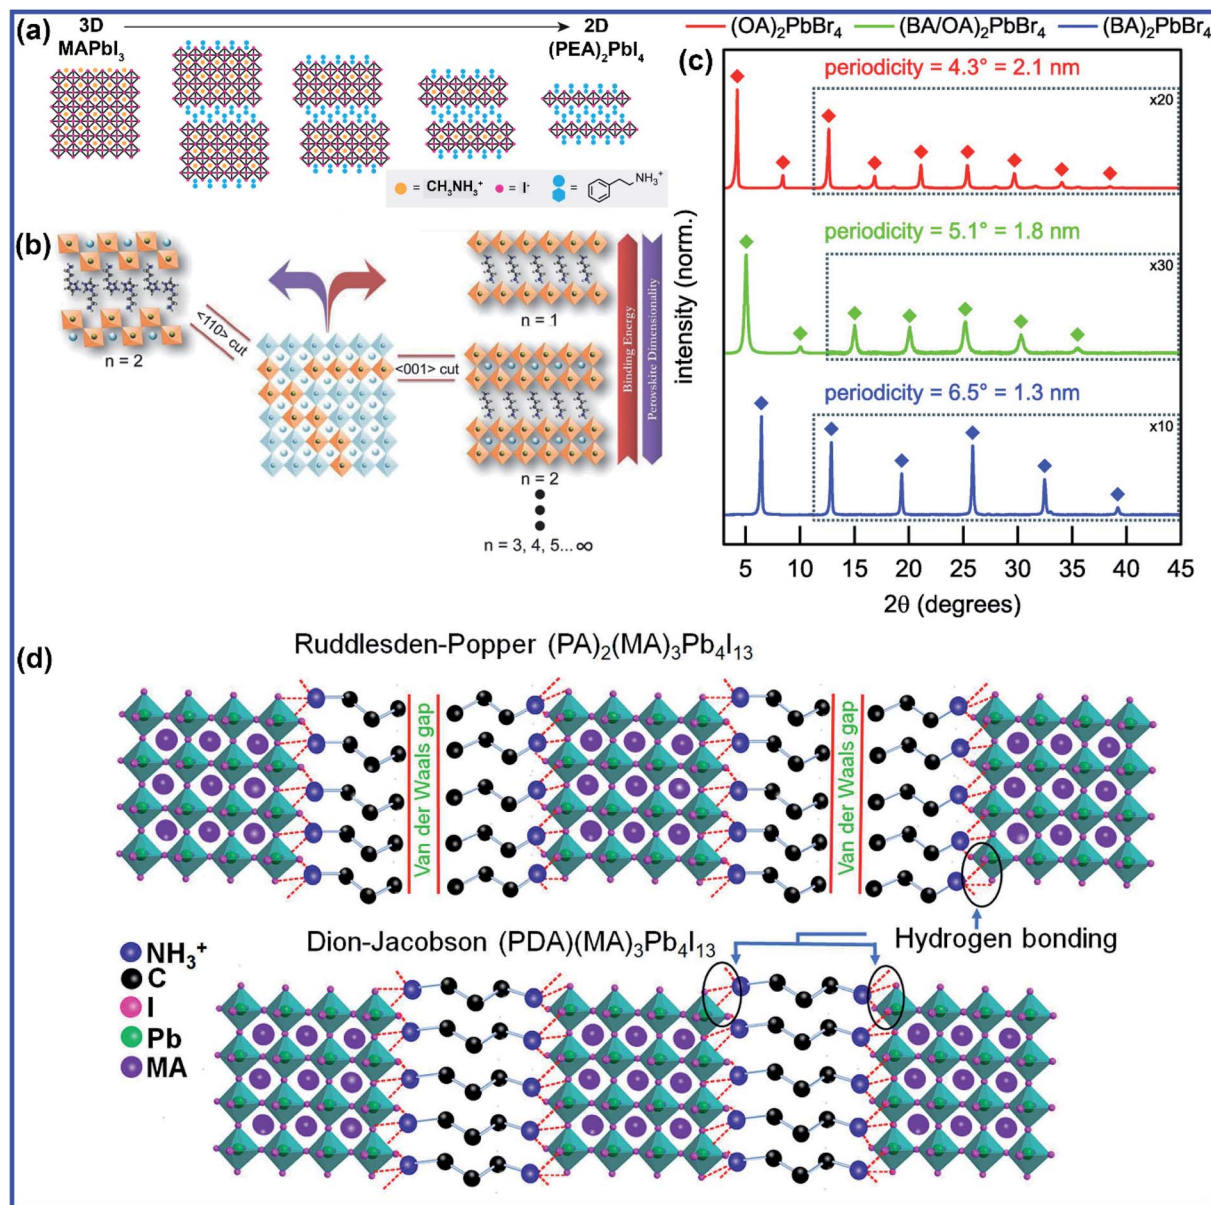 (a)
3D
MAPbI₃
2D
(PEA)₂PbI₄
= CH₃NH₃⁺
= I⁻
=
NH₃⁺
(b)
n = 2
<110> cut
<001> cut
n = 1
n = 2
n = 3, 4, 5... ∞
Binding Energy
Perovskite Dimensionality
(OA)₂PbBr₄
(BA/OA)₂PbBr₄
(BA)₂PbBr₄
(c)
periodicity = 4.3° = 2.1 nm
x20
periodicity = 5.1° = 1.8 nm
x30
periodicity = 6.5° = 1.3 nm
x10
intensity (norm.)
5 10 15 20 25 30 35 40 45
2θ (degrees)
(d)
Ruddlesden-Popper (PA)₂(MA)₃Pb₄I₁₃
Van der Waals gap
Van der Waals gap
Hydrogen bonding
Dion-Jacobson (PDA)(MA)₃Pb₄I₁₃
NH₃⁺
C
I
Pb
MA